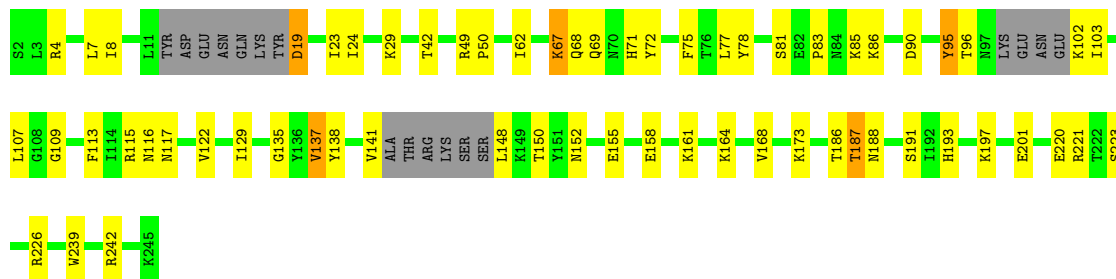 S2 L3 R4 L7 I8 L11 TYR ASP GLU ASN GLN LYS TYR D19 I23 I24 K29 T42 R49 P50 I62 K67 Q68 Q69 N70 H71 Y72 F75 T76 L77 Y78 S81 E82 P83 N84 K85 K86 D90 Y95 T96 N97 LYS GLU ASN GLU K102 I103
L107 G108 G109 F113 I114 R115 N116 N117 V122 I129 G135 Y136 V137 Y138 V141 ALA THR ARG LYS SER SER L148 K149 T150 Y151 N152 E155 E158 K161 K164 V168 K173 T186 T187 N188 S191 I192 H193 K197 E201 E220 R221 T222 S223
R226 W239 R242 K245